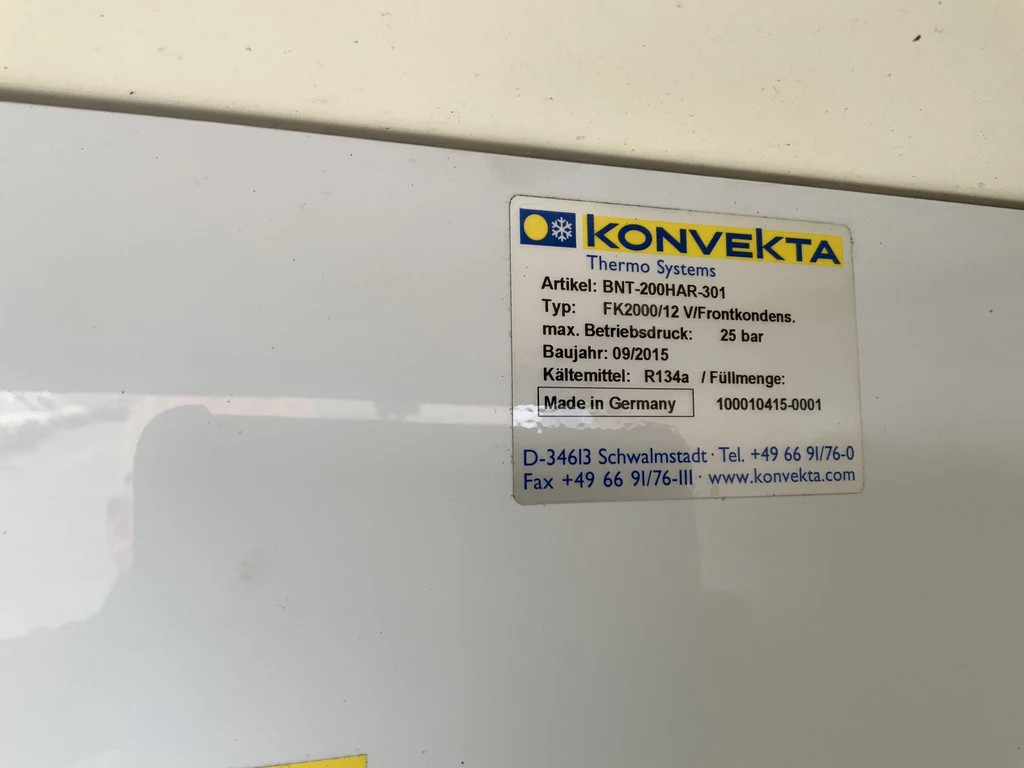 KONVEKTA
Thermo Systems
Artikel: BNT-200HAR-301
Typ: FK2000/12 V/Frontkondens.
max. Betriebsdruck: 25 bar
Baujahr: 09/2015
Kältemittel: R134a / Füllmenge:
Made in Germany 100010415-0001
D-34613 Schwalmstadt · Tel. +49 66 91/76-0
Fax +49 66 91/76-111 · www.konvekta.com